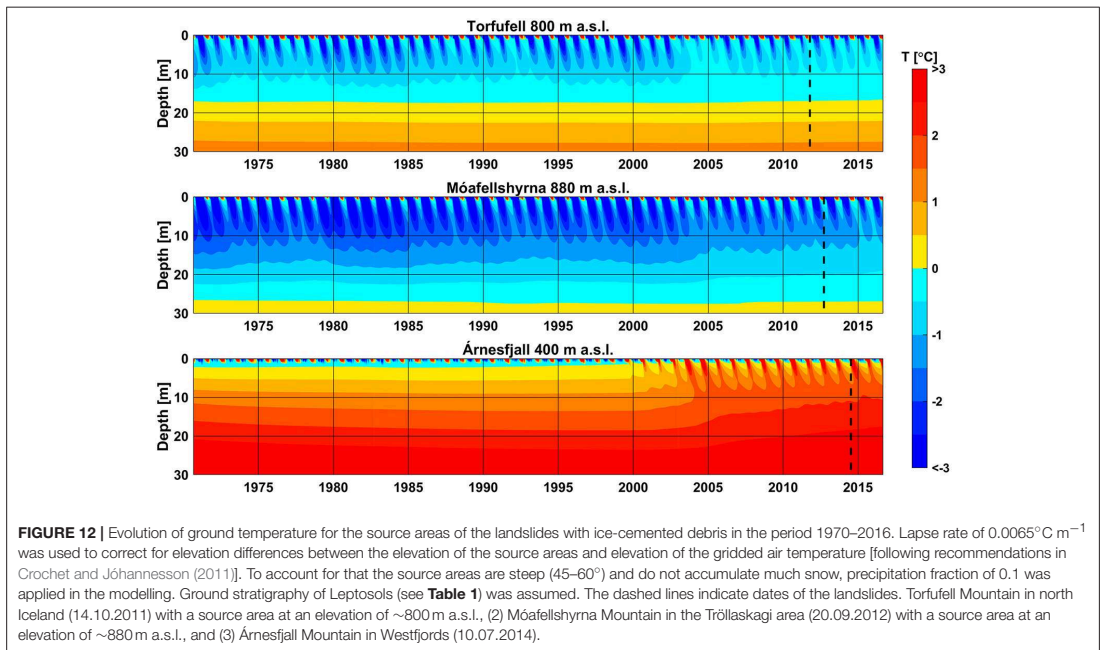 Torfufell 800 m a.s.l.
0
10
20
30
Depth [m]
1975 1980 1985 1990 1995 2000 2005 2010 2015
Móafellshyrna 880 m a.s.l.
0
10
20
30
Depth [m]
1975 1980 1985 1990 1995 2000 2005 2010 2015
Árnesfjall 400 m a.s.l.
0
10
20
30
Depth [m]
1975 1980 1985 1990 1995 2000 2005 2010 2015
T [°C]
>3
2
1
0
-1
-2
<-3
FIGURE 12 | Evolution of ground temperature for the source areas of the landslides with ice-cemented debris in the period 1970–2016. Lapse rate of 0.0065°C m−1
was used to correct for elevation differences between the elevation of the source areas and elevation of the gridded air temperature [following recommendations in
Crochet and Jóhannesson (2011)]. To account for that the source areas are steep (45–60°) and do not accumulate much snow, precipitation fraction of 0.1 was
applied in the modelling. Ground stratigraphy of Leptosols (see Table 1) was assumed. The dashed lines indicate dates of the landslides. Torfufell Mountain in north
Iceland (14.10.2011) with a source area at an elevation of ~800 m a.s.l., (2) Móafellshyrna Mountain in the Tröllaskagi area (20.09.2012) with a source area at an
elevation of ~880 m a.s.l., and (3) Árnesfjall Mountain in Westfjords (10.07.2014).